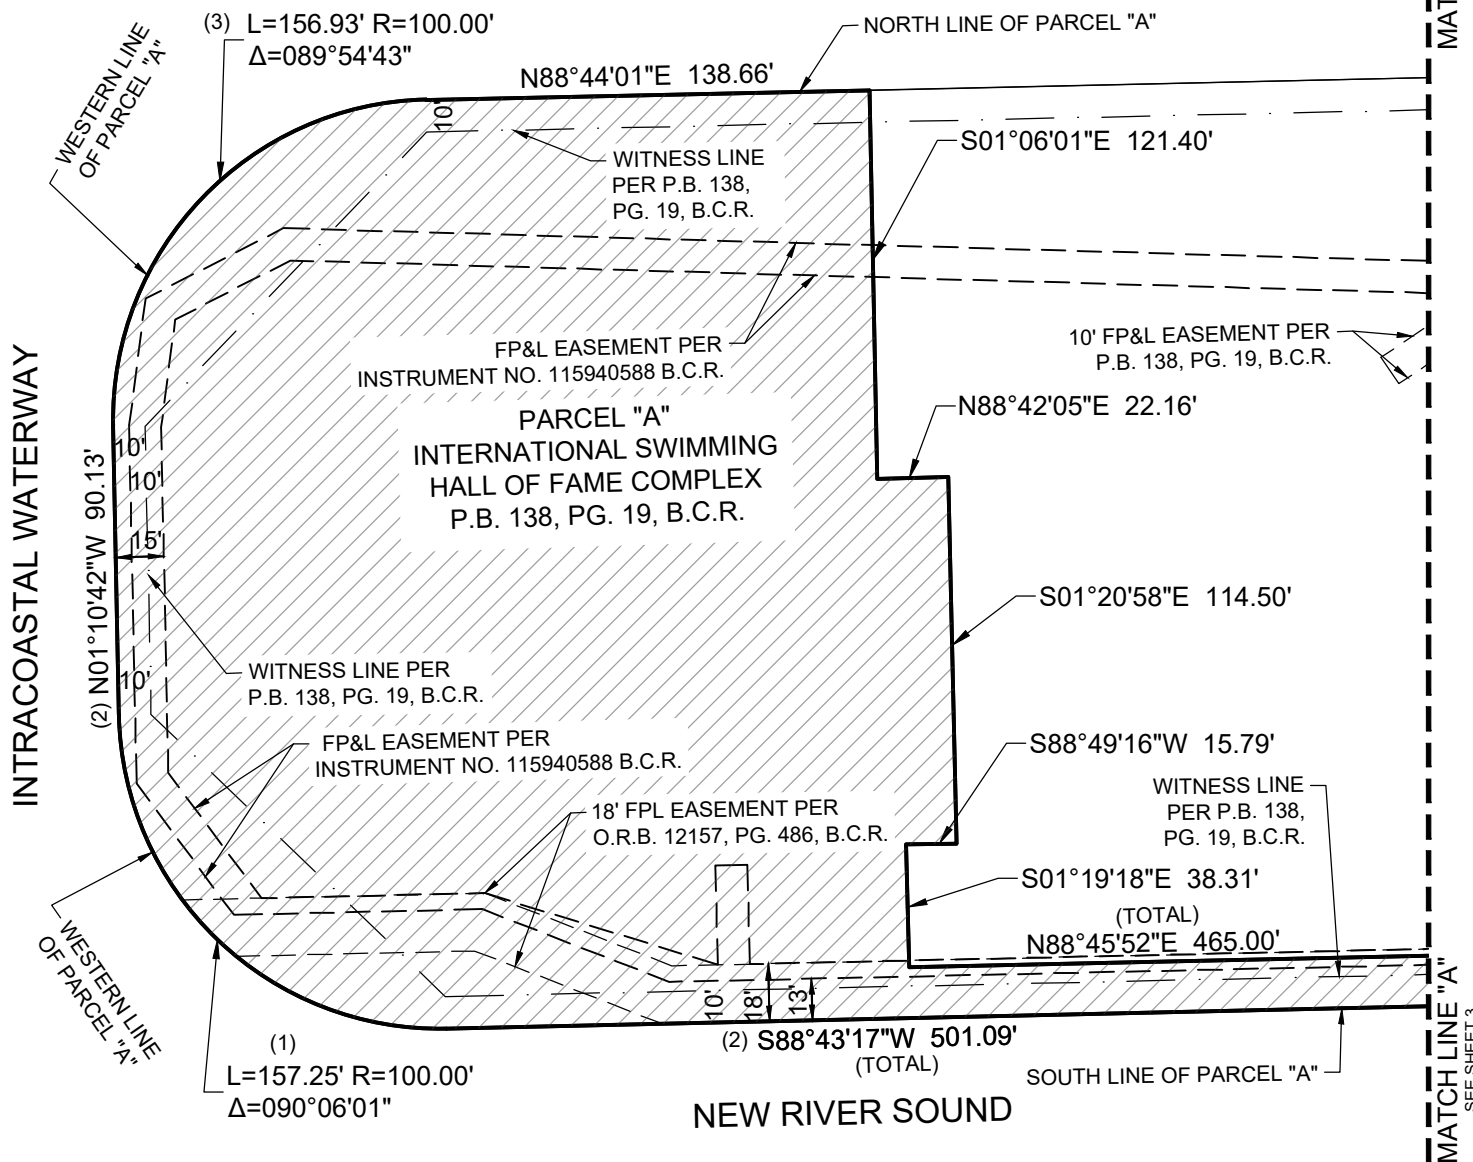 (3) L=156.93' R=100.00'
Δ=089°54'43"
WESTERN LINE
OF PARCEL "A"
N88°44'01"E 138.66'
NORTH LINE OF PARCEL "A"
10'
WITNESS LINE
PER P.B. 138,
PG. 19, B.C.R.
S01°06'01"E 121.40'
FP&L EASEMENT PER
INSTRUMENT NO. 115940588 B.C.R.
10' FP&L EASEMENT PER
P.B. 138, PG. 19, B.C.R.
N88°42'05"E 22.16'
PARCEL "A"
INTERNATIONAL SWIMMING
HALL OF FAME COMPLEX
P.B. 138, PG. 19, B.C.R.
INTRACOASTAL WATERWAY
(2) N01°10'42"W 90.13'
10'
10'
15'
10'
S01°20'58"E 114.50'
WITNESS LINE PER
P.B. 138, PG. 19, B.C.R.
FP&L EASEMENT PER
INSTRUMENT NO. 115940588 B.C.R.
S88°49'16"W 15.79'
18' FPL EASEMENT PER
O.R.B. 12157, PG. 486, B.C.R.
WITNESS LINE
PER P.B. 138,
PG. 19, B.C.R.
S01°19'18"E 38.31'
(TOTAL)
N88°45'52"E 465.00'
WESTERN LINE
OF PARCEL "A"
10'
18'
13'
(1)
L=157.25' R=100.00'
Δ=090°06'01"
(2) S88°43'17"W 501.09'
(TOTAL)
SOUTH LINE OF PARCEL "A"
NEW RIVER SOUND
MATCH LINE "A"
SEE SHEET 3